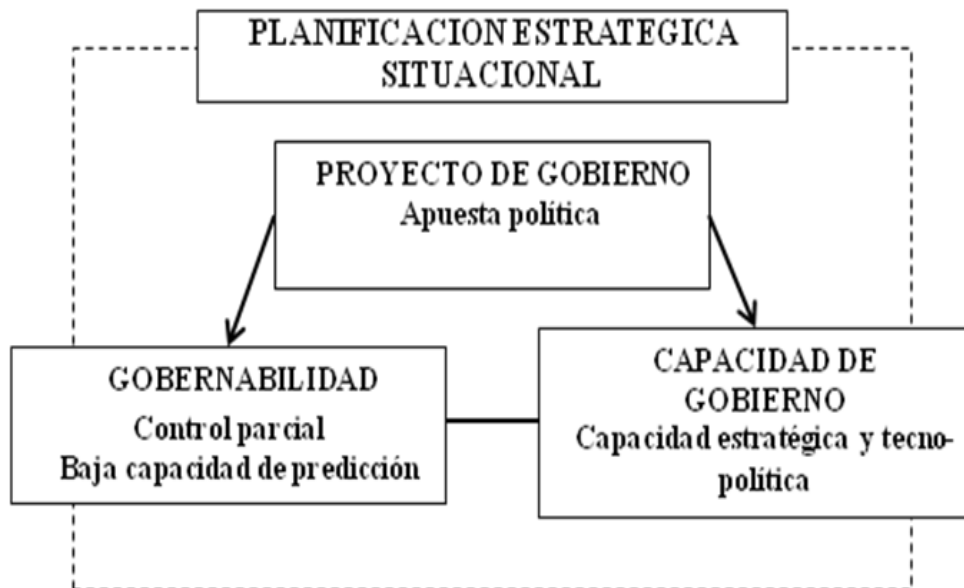 PLANIFICACION ESTRATEGICA
SITUACIONAL
PROYECTO DE GOBIERNO
Apuesta política
GOBERNABILIDAD
Control parcial
Baja capacidad de predicción
CAPACIDAD DE
GOBIERNO
Capacidad estratégica y tecno-
política